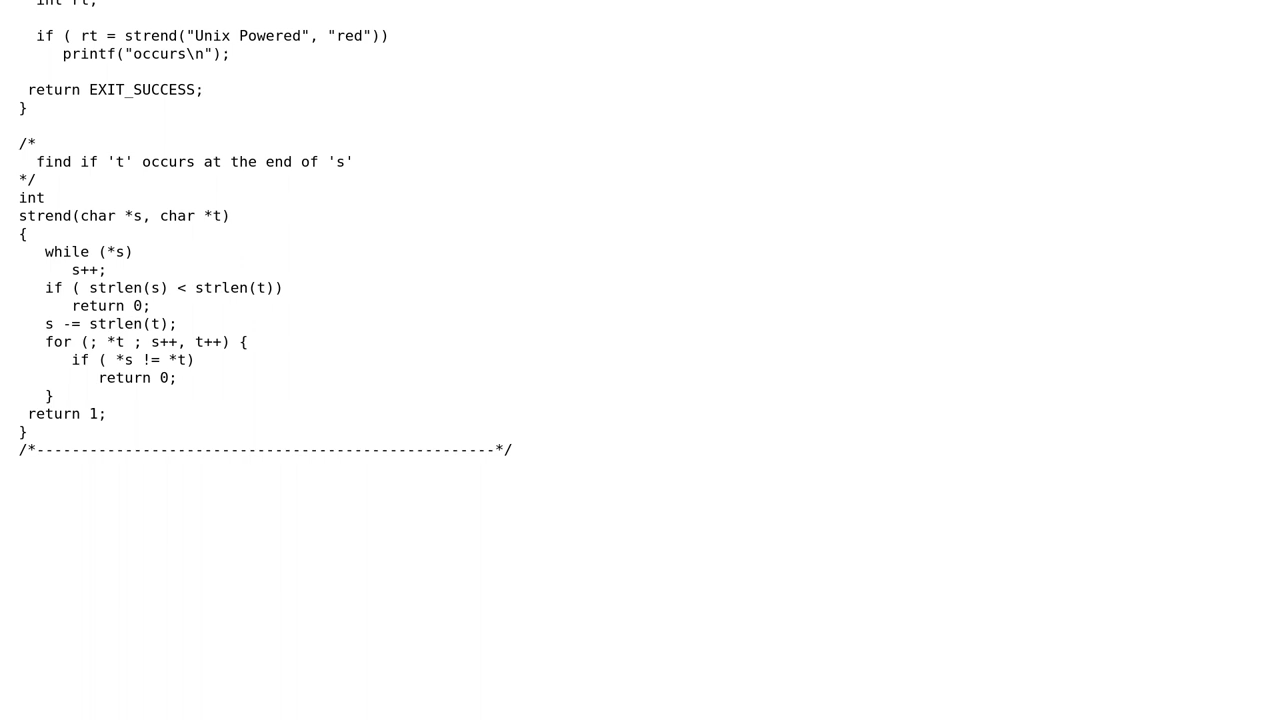 int rt;

  if ( rt = strend("Unix Powered", "red"))
     printf("occurs\n");

 return EXIT_SUCCESS;
}

/*
  find if 't' occurs at the end of 's'
*/
int
strend(char *s, char *t)
{
   while (*s)
      s++;
   if ( strlen(s) < strlen(t))
      return 0;
   s -= strlen(t);
   for (; *t ; s++, t++) {
      if ( *s != *t)
         return 0;
   }
 return 1;
}
/*----------------------------------------------------*/